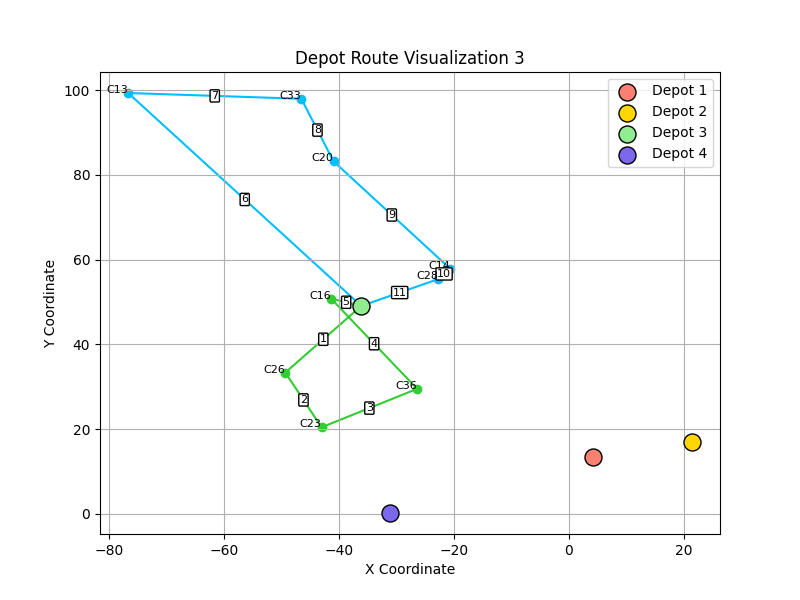 Depot Route Visualization 3
Depot 1
Depot 2
Depot 3
Depot 4
100
80
60
40
20
0
−80
−60
−40
−20
0
20
X Coordinate
Y Coordinate
C13
7
C33
8
C20
6
9
C14
10
C28
11
C16
5
1
4
C26
C36
2
3
C23